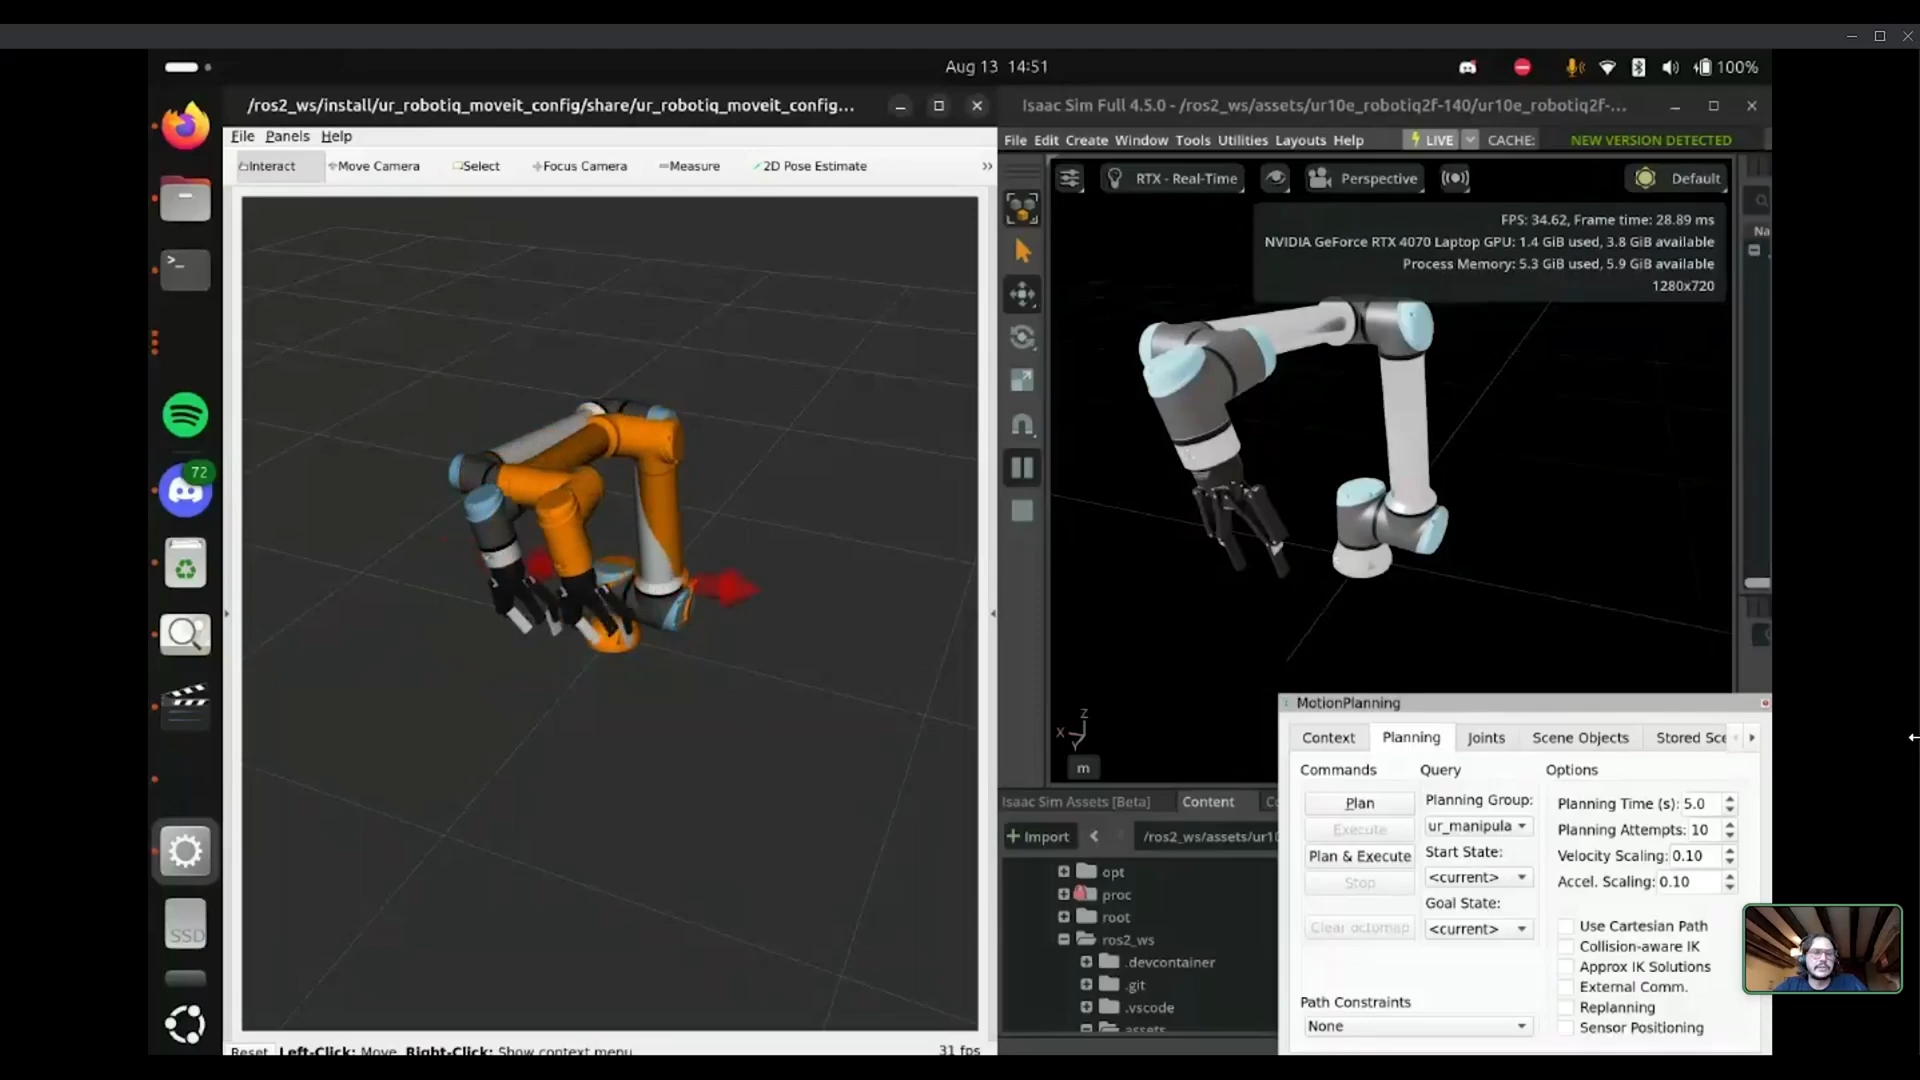 Aug 13 14:51
100%
/ros2_ws/install/ur_robotiq_moveit_config/share/ur_robotiq_moveit_config...
File Panels Help
Interact Move Camera Select Focus Camera Measure 2D Pose Estimate »
Isaac Sim Full 4.5.0 - /ros2_ws/assets/ur10e_robotiq2f-140/ur10e_robotiq2f-...
File Edit Create Window Tools Utilities Layouts Help LIVE CACHE: NEW VERSION DETECTED
RTX - Real-Time Perspective Default
FPS: 34.62, Frame time: 28.89 ms
NVIDIA GeForce RTX 4070 Laptop GPU: 1.4 GiB used, 3.8 GiB available
Process Memory: 5.3 GiB used, 5.9 GiB available
1280x720
Na
72
SSD
Z
X
Y
m
Isaac Sim Assets [Beta] Content
+ Import /ros2_ws/assets/ur10
opt
proc
root
ros2_ws
.devcontainer
.git
.vscode
assets
MotionPlanning
Context Planning Joints Scene Objects Stored Sce
Commands
Plan
Execute
Plan & Execute
Stop
Clear octomap
Query
Planning Group:
ur_manipula
Start State:
<current>
Goal State:
<current>
Options
Planning Time (s): 5.0
Planning Attempts: 10
Velocity Scaling: 0.10
Accel. Scaling: 0.10
Use Cartesian Path
Collision-aware IK
Approx IK Solutions
External Comm.
Replanning
Sensor Positioning
Path Constraints
None
Reset Left-Click: Move. Right-Click: Show context menu. 31 fps